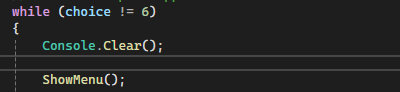 while (choice != 6)
{
Console.Clear();
ShowMenu();